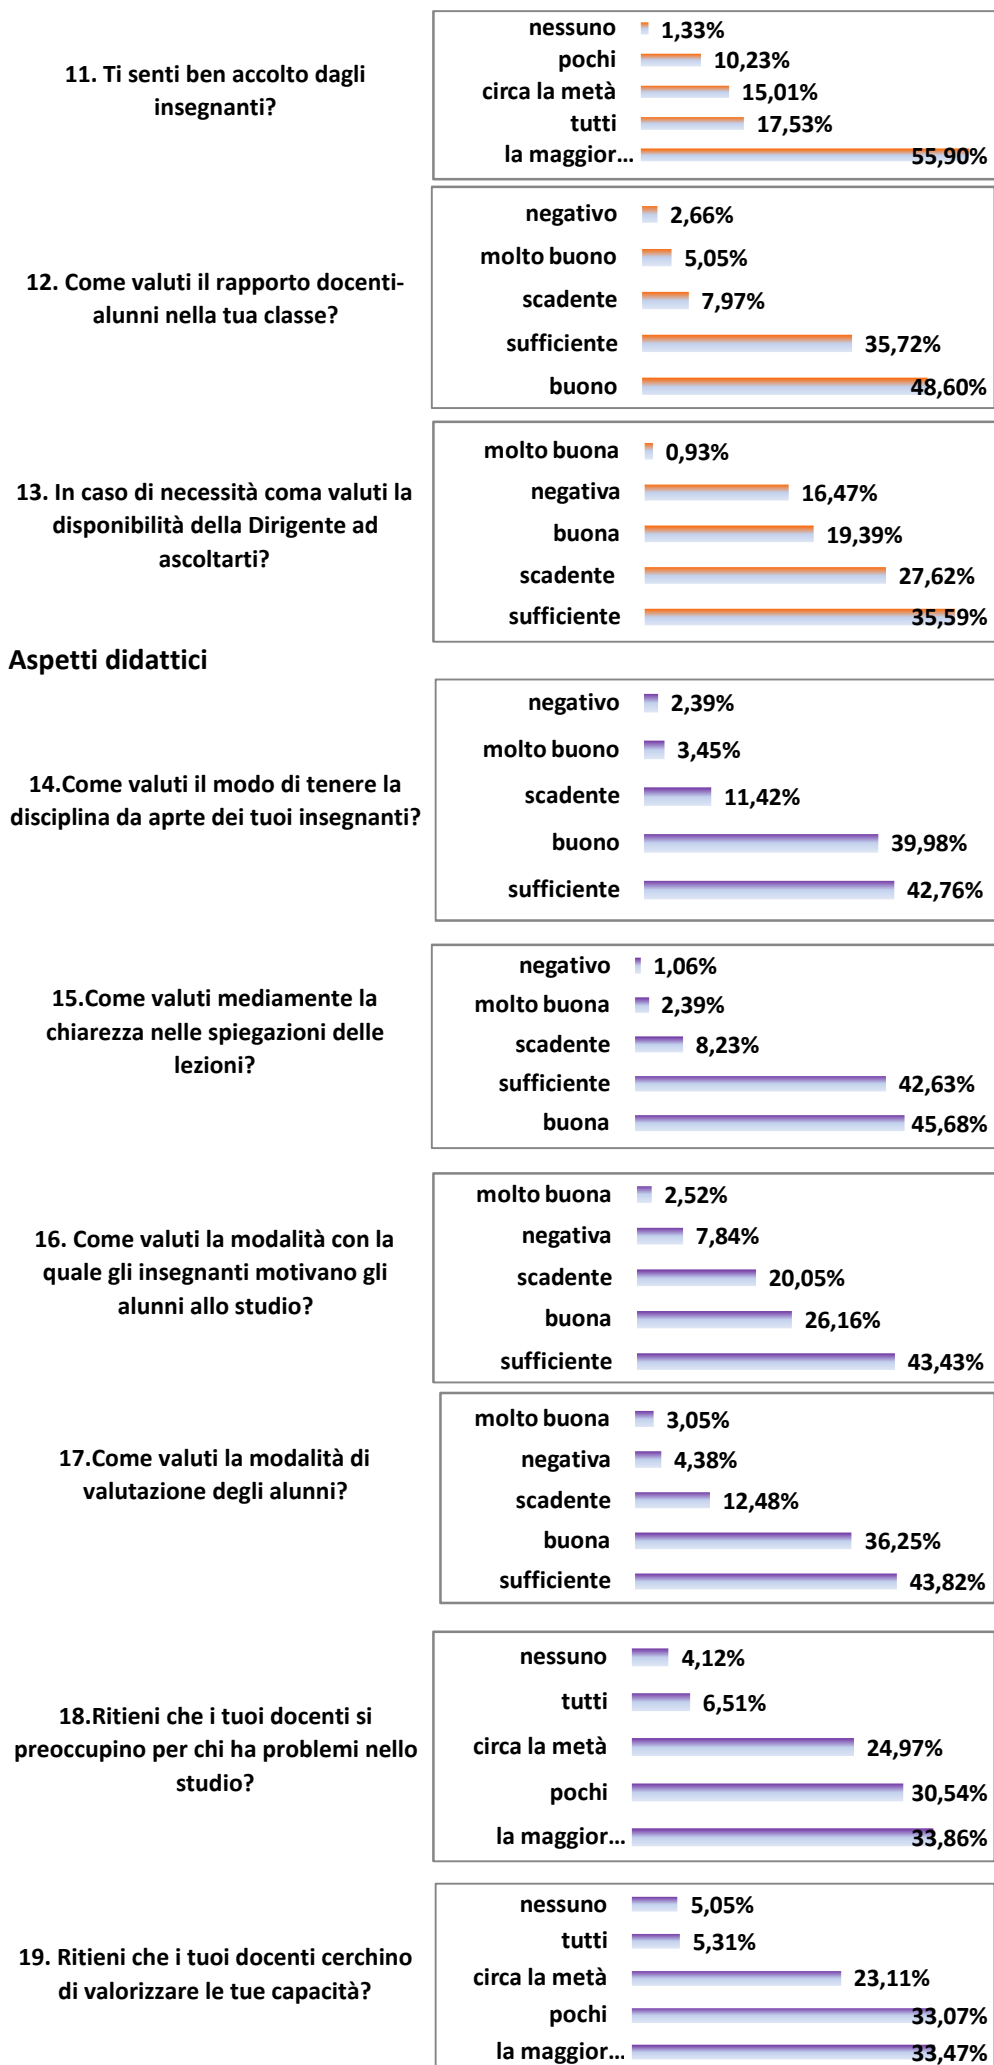 11. Ti senti ben accolto dagli
insegnanti?
nessuno 1,33%
pochi 10,23%
circa la metà 15,01%
tutti 17,53%
la maggior... 55,90%
12. Come valuti il rapporto docenti-
alunni nella tua classe?
negativo 2,66%
molto buono 5,05%
scadente 7,97%
sufficiente 35,72%
buono 48,60%
13. In caso di necessità coma valuti la
disponibilità della Dirigente ad
ascoltarti?
molto buona 0,93%
negativa 16,47%
buona 19,39%
scadente 27,62%
sufficiente 35,59%
Aspetti didattici
14.Come valuti il modo di tenere la
disciplina da aprte dei tuoi insegnanti?
negativo 2,39%
molto buono 3,45%
scadente 11,42%
buono 39,98%
sufficiente 42,76%
15.Come valuti mediamente la
chiarezza nelle spiegazioni delle
lezioni?
negativo 1,06%
molto buona 2,39%
scadente 8,23%
sufficiente 42,63%
buona 45,68%
16. Come valuti la modalità con la
quale gli insegnanti motivano gli
alunni allo studio?
molto buona 2,52%
negativa 7,84%
scadente 20,05%
buona 26,16%
sufficiente 43,43%
17.Come valuti la modalità di
valutazione degli alunni?
molto buona 3,05%
negativa 4,38%
scadente 12,48%
buona 36,25%
sufficiente 43,82%
18.Ritieni che i tuoi docenti si
preoccupino per chi ha problemi nello
studio?
nessuno 4,12%
tutti 6,51%
circa la metà 24,97%
pochi 30,54%
la maggior... 33,86%
19. Ritieni che i tuoi docenti cerchino
di valorizzare le tue capacità?
nessuno 5,05%
tutti 5,31%
circa la metà 23,11%
pochi 33,07%
la maggior... 33,47%